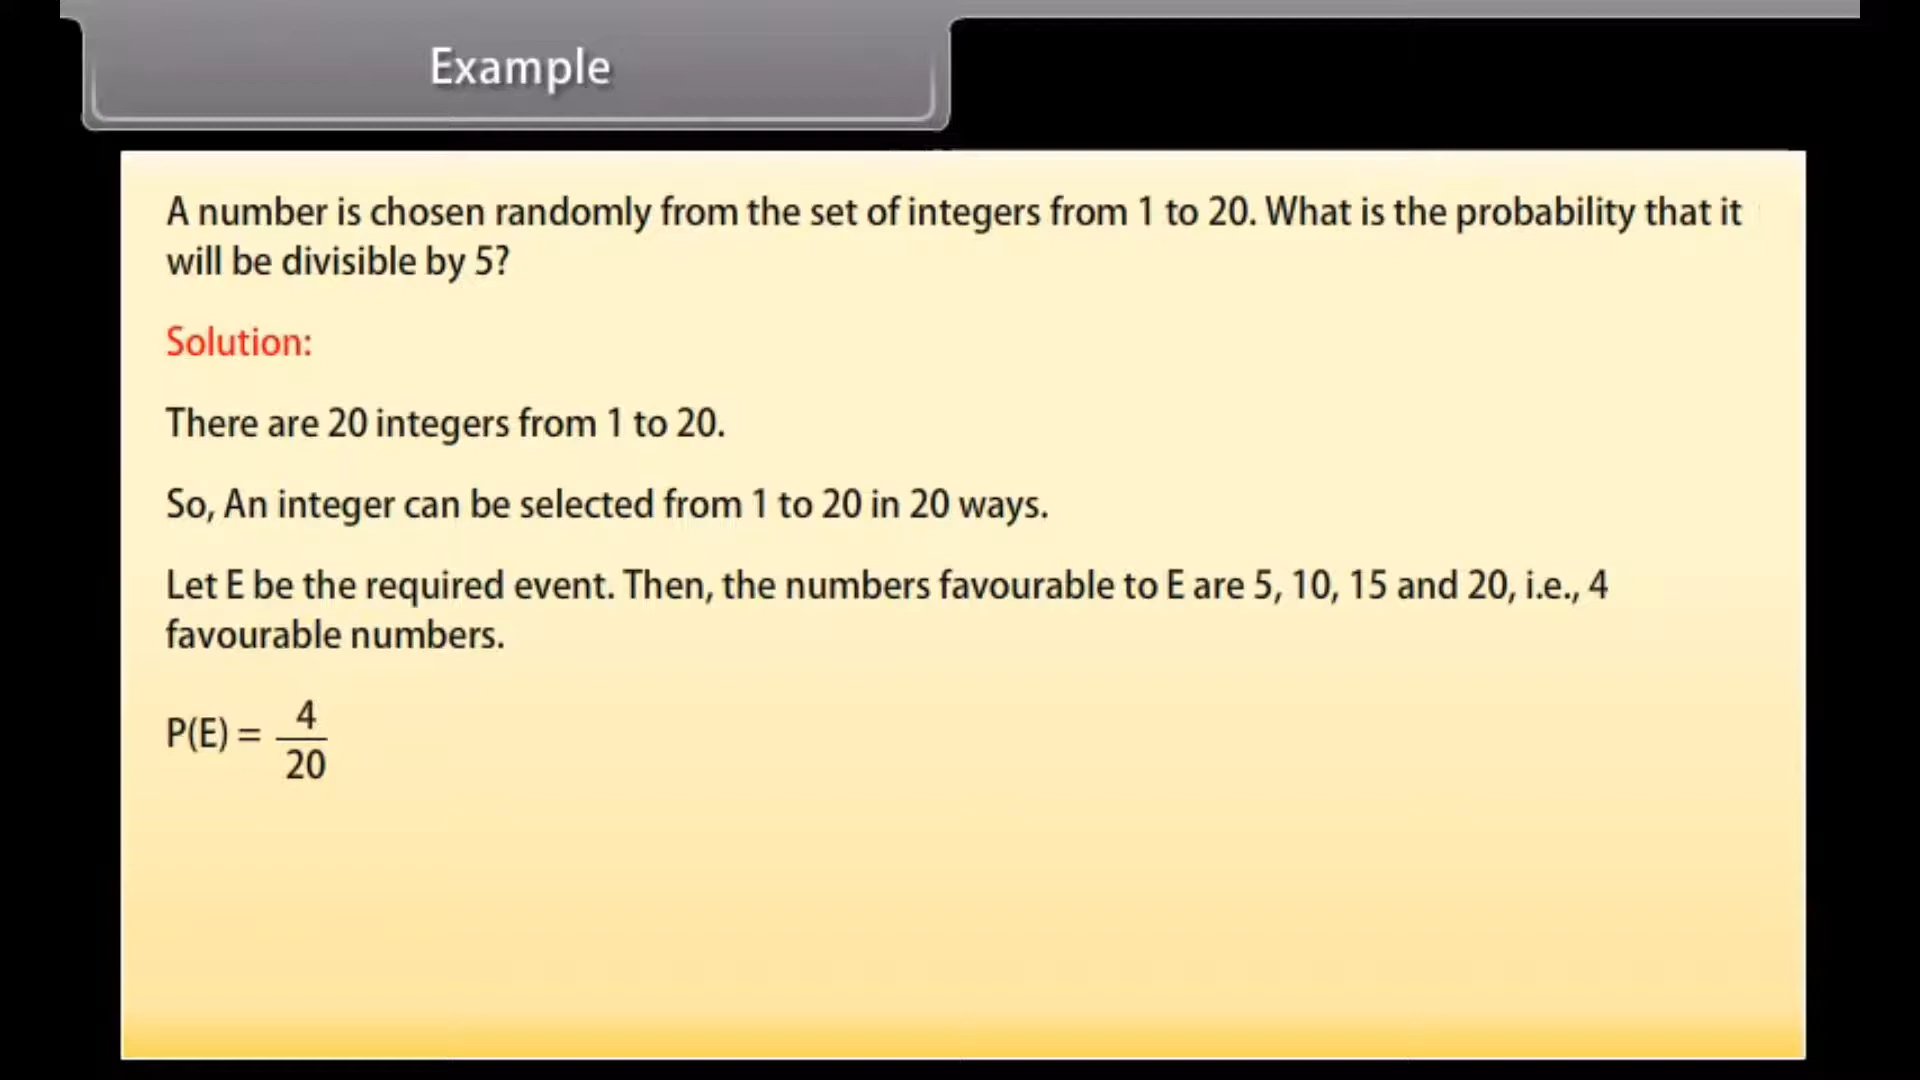 Example
A number is chosen randomly from the set of integers from 1 to 20. What is the probability that it
will be divisible by 5?
Solution:
There are 20 integers from 1 to 20.
So, An integer can be selected from 1 to 20 in 20 ways.
Let E be the required event. Then, the numbers favourable to E are 5, 10, 15 and 20, i.e., 4
favourable numbers.
P(E) = 4/20